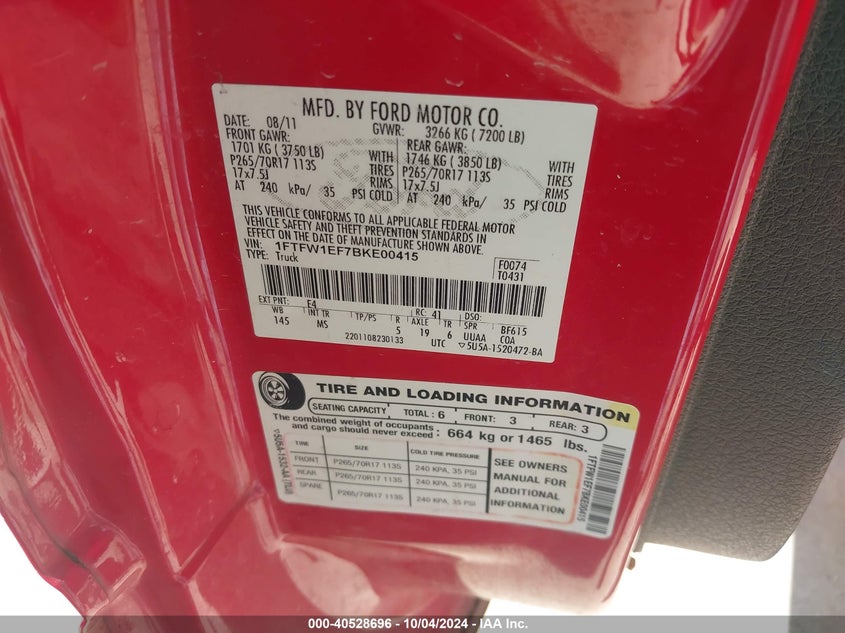 MFD. BY FORD MOTOR CO.
DATE: 08/11 GVWR: 3266 KG ( 7200 LB)
FRONT GAWR: REAR GAWR:
1701 KG ( 3750 LB) WITH 1746 KG ( 3850 LB) WITH
P265/70R17 113S TIRES P265/70R17 113S TIRES
17x7.5J RIMS 17x7.5J RIMS
AT 240 kPa/ 35 PSI COLD AT 240 kPa/ 35 PSI COLD
THIS VEHICLE CONFORMS TO ALL APPLICABLE FEDERAL MOTOR
VEHICLE SAFETY AND THEFT PREVENTION STANDARDS IN
EFFECT ON THE DATE OF MANUFACTURE SHOWN ABOVE.
VIN: 1FTFW1EF7BKE00415
TYPE: Truck
F0074
T0431
EXT PNT: E4 RC: 41 DSO:
WB INT TR TP/PS R AXLE TR SPR BF615
145 MS 5 19 6 UUAA COA
2201108230133 UTC ▽5U5A-1520472-BA
TIRE AND LOADING INFORMATION
SEATING CAPACITY TOTAL : 6 FRONT: 3 REAR: 3
The combined weight of occupants
and cargo should never exceed : 664 kg or 1465 lbs.
TIRE SIZE COLD TIRE PRESSURE
FRONT P265/70R17 113S 240 KPA, 35 PSI
REAR P265/70R17 113S 240 KPA, 35 PSI
SPARE P265/70R17 113S 240 KPA, 35 PSI
SEE OWNERS
MANUAL FOR
ADDITIONAL
INFORMATION
1FTFW1EF7BKE00415
000-40528696 - 10/04/2024 - IAA Inc.